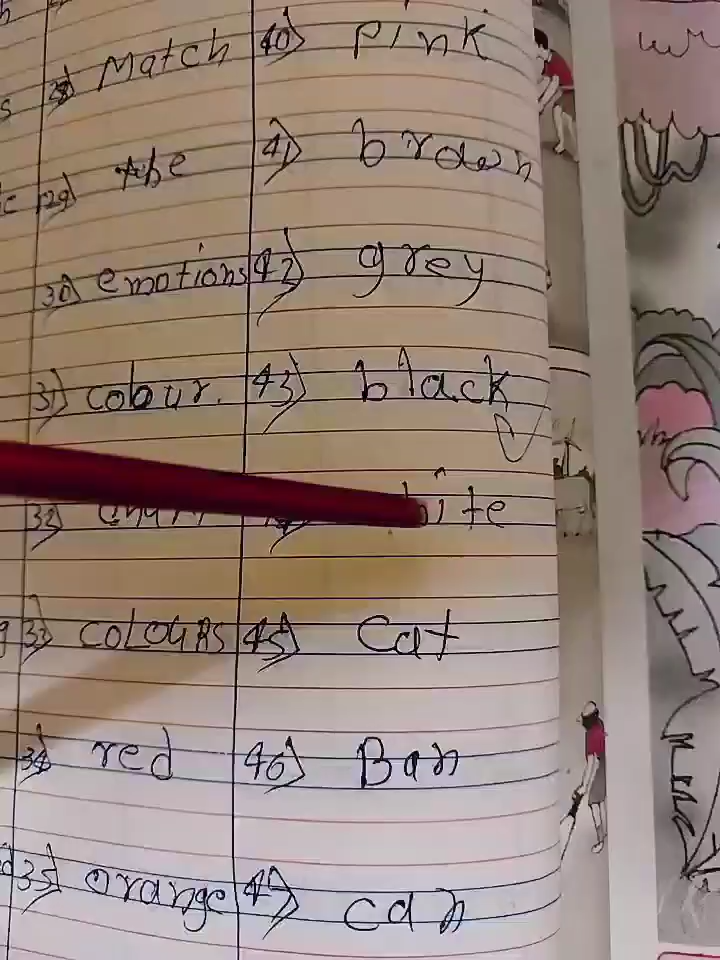 28) Match
29) the
30) emotions
31) colour.
32)
33) COLOURS
34) red
35) orange
40) Pink
41) brown
42) grey
43) black
ite
45) Cat
46) Ban
47) can